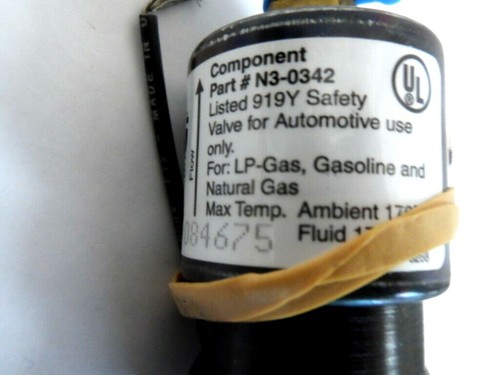 Component
Part # N3-0342
Listed 919Y Safety
Valve for Automotive use
only.
For: LP-Gas, Gasoline and
Natural Gas
Max Temp. Ambient
Fluid
084675
Flow
UL
MADE IN